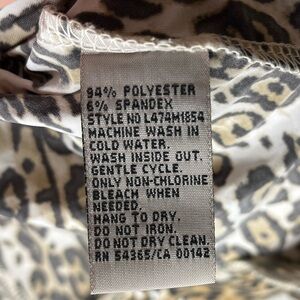 94% POLYESTER
6% SPANDEX
STYLE NO L474M1854
MACHINE WASH IN
COLD WATER.
WASH INSIDE OUT.
GENTLE CYCLE.
ONLY NON-CHLORINE
BLEACH WHEN
NEEDED.
HANG TO DRY.
DO NOT IRON.
DO NOT DRY CLEAN.
RN 54365/CA 00142